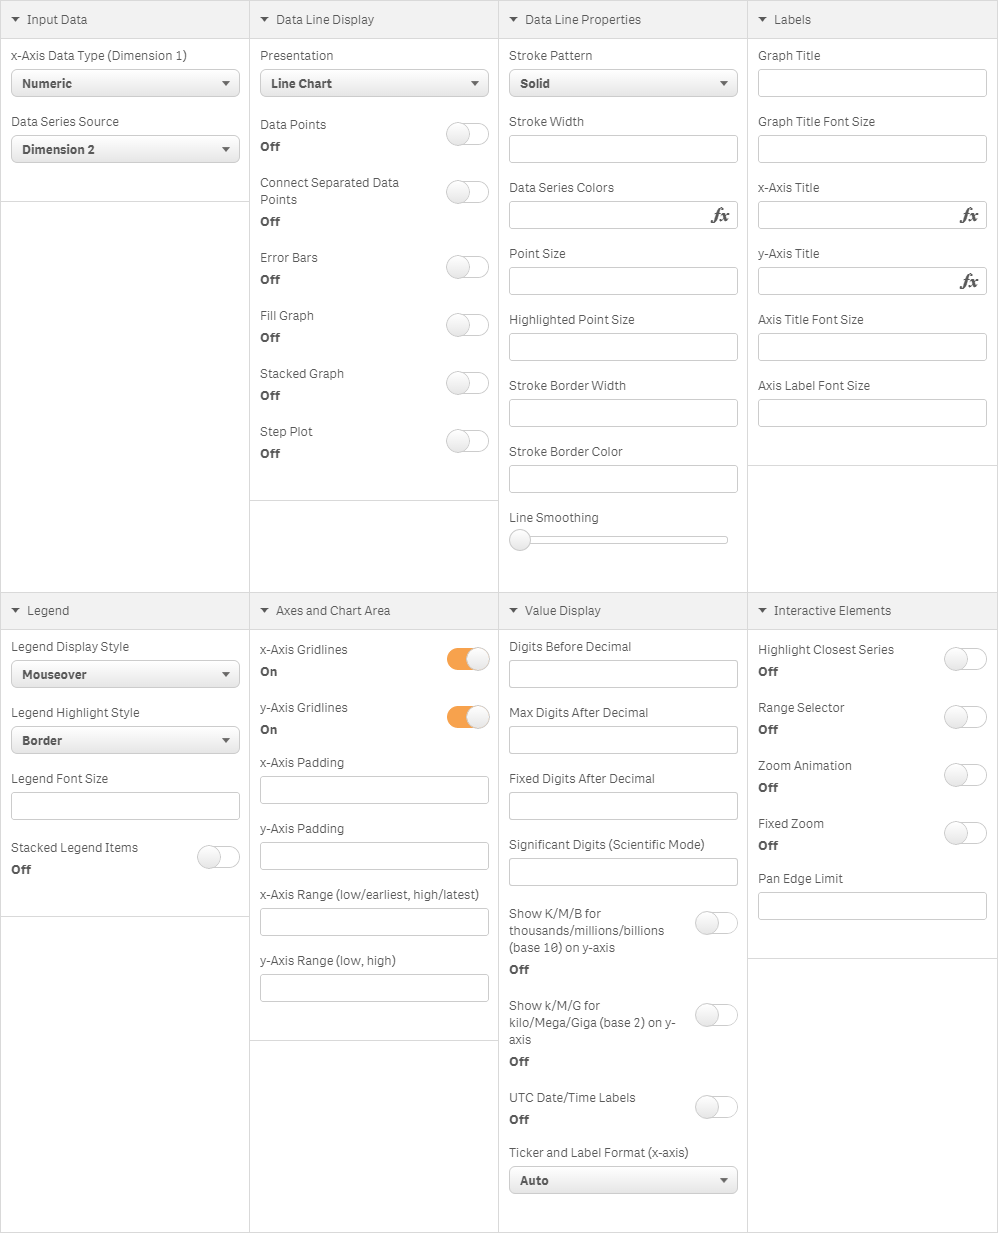 Input Data
x-Axis Data Type (Dimension 1)
Numeric
Data Series Source
Dimension 2
Data Line Display
Presentation
Line Chart
Data Points
Off
Connect Separated Data
Points
Off
Error Bars
Off
Fill Graph
Off
Stacked Graph
Off
Step Plot
Off
Data Line Properties
Stroke Pattern
Solid
Stroke Width
Data Series Colors
fx
Point Size
Highlighted Point Size
Stroke Border Width
Stroke Border Color
Line Smoothing
Labels
Graph Title
Graph Title Font Size
x-Axis Title
fx
y-Axis Title
fx
Axis Title Font Size
Axis Label Font Size
Legend
Legend Display Style
Mouseover
Legend Highlight Style
Border
Legend Font Size
Stacked Legend Items
Off
Axes and Chart Area
x-Axis Gridlines
On
y-Axis Gridlines
On
x-Axis Padding
y-Axis Padding
x-Axis Range (low/earliest, high/latest)
y-Axis Range (low, high)
Value Display
Digits Before Decimal
Max Digits After Decimal
Fixed Digits After Decimal
Significant Digits (Scientific Mode)
Show K/M/B for
thousands/millions/billions
(base 10) on y-axis
Off
Show k/M/G for
kilo/Mega/Giga (base 2) on y-
axis
Off
UTC Date/Time Labels
Off
Ticker and Label Format (x-axis)
Auto
Interactive Elements
Highlight Closest Series
Off
Range Selector
Off
Zoom Animation
Off
Fixed Zoom
Off
Pan Edge Limit